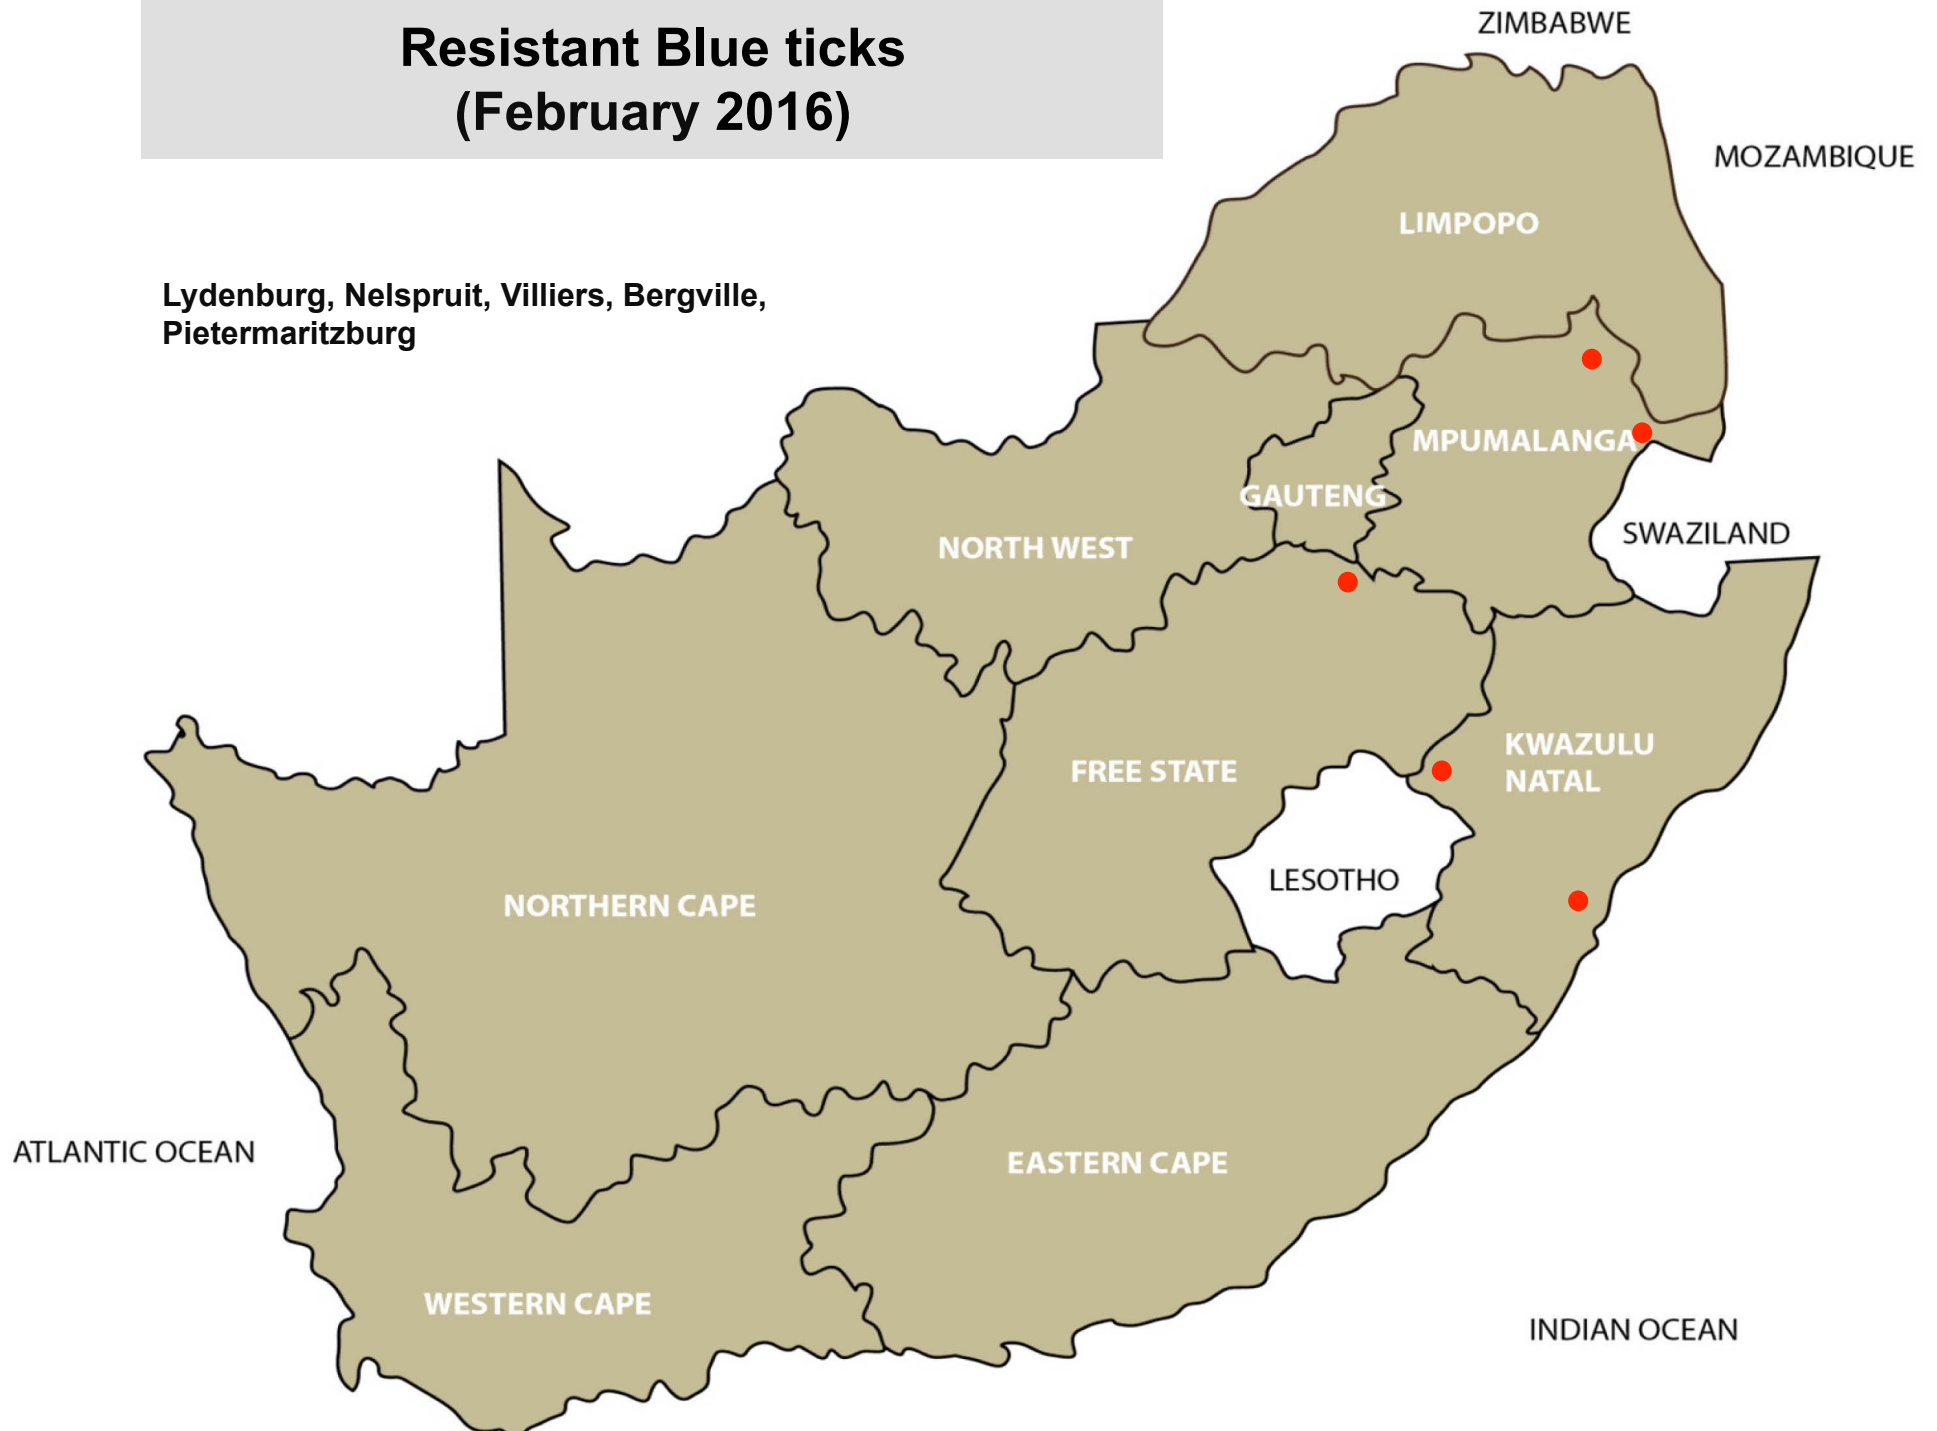 Resistant Blue ticks
(February 2016)
ZIMBABWE
MOZAMBIQUE
LIMPOPO
Lydenburg, Nelspruit, Villiers, Bergville,
Pietermaritzburg
MPUMALANGA
GAUTENG
SWAZILAND
NORTH WEST
KWAZULU
NATAL
FREE STATE
LESOTHO
NORTHERN CAPE
ATLANTIC OCEAN
EASTERN CAPE
WESTERN CAPE
INDIAN OCEAN